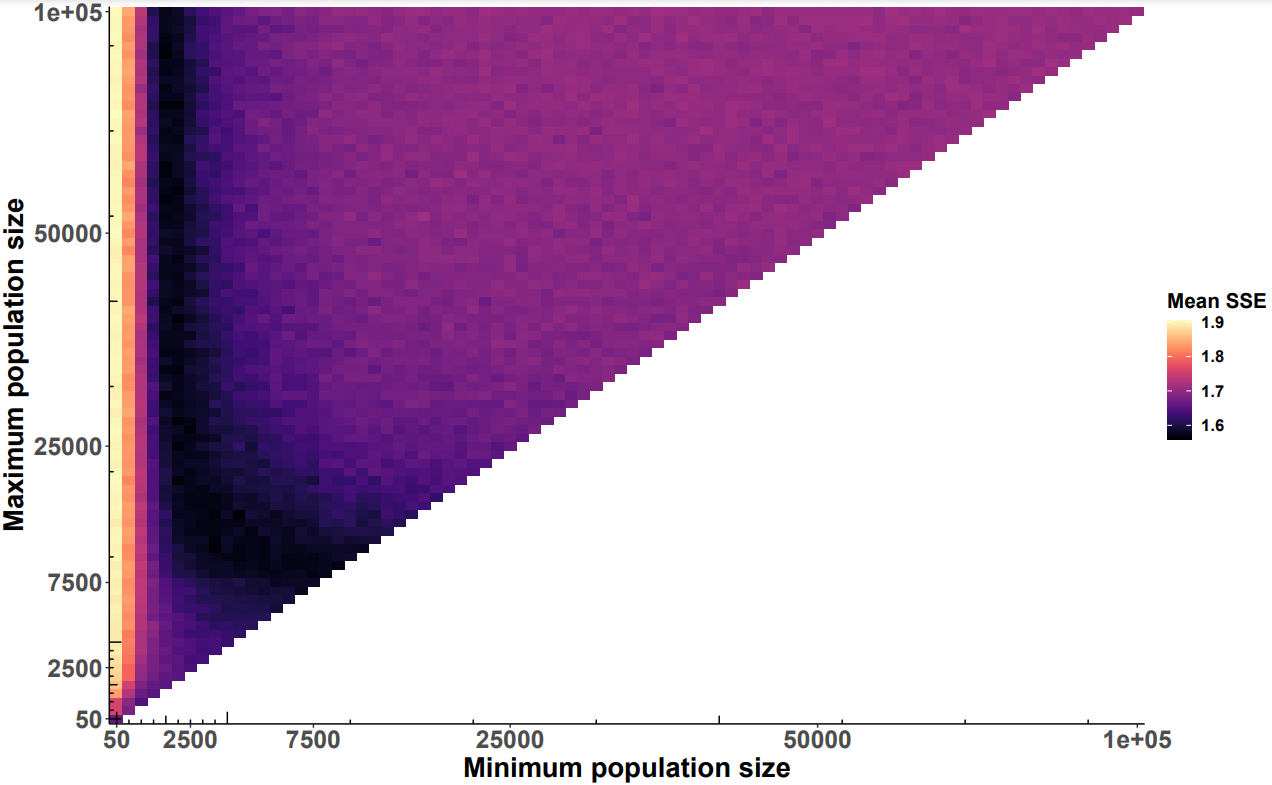 Maximum population size
1e+05
50000
25000
7500
2500
50
50 2500 7500 25000 50000 1e+05
Minimum population size
Mean SSE
1.9
1.8
1.7
1.6